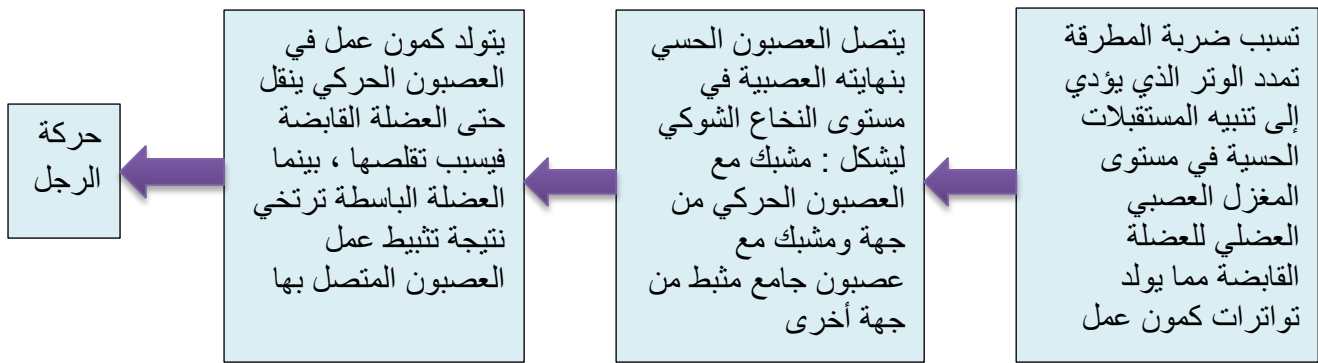 تسبب ضربة المطرقة
تمدد الوتر الذي يؤدي
إلى تنبيه المستقبلات
الحسية في مستوى
المغزل العصبي
العضلي للعضلة
القابضة مما يولد
تواترات كمون عمل
يتصل العصبون الحسي
بنهايته العصبية في
مستوى النخاع الشوكي
ليشكل : مشبك مع
العصبون الحركي من
جهة ومشبك مع
عصبون جامع مثبط من
جهة أخرى
يتولد كمون عمل في
العصبون الحركي ينقل
حتى العضلة القابضة
فيسبب تقلصها ، بينما
العضلة الباسطة ترتخي
نتيجة تثبيط عمل
العصبون المتصل بها
حركة
الرجل